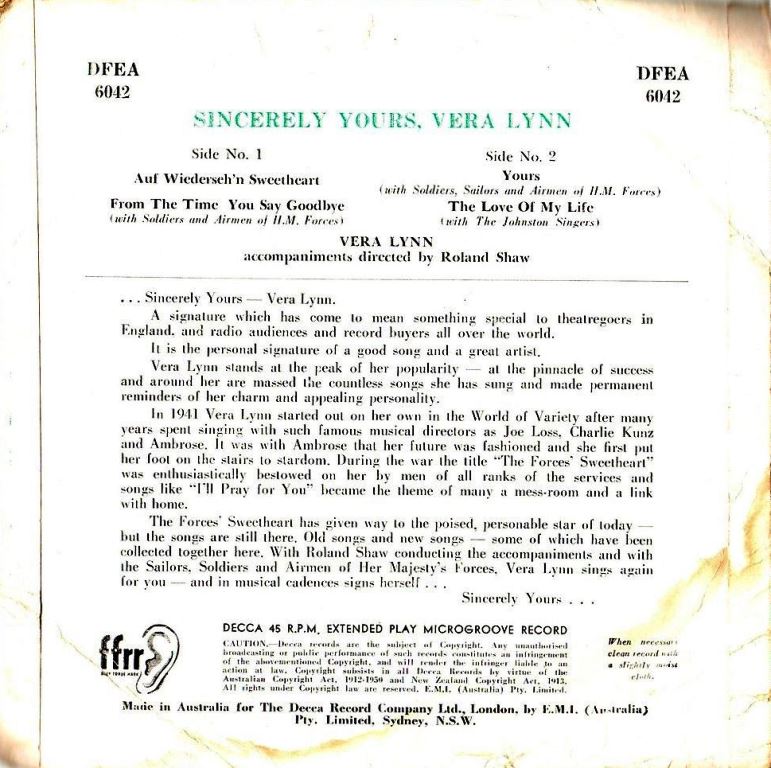 DFEA
6042
DFEA
6042
SINCERELY YOURS, VERA LYNN
Side No. 1
Auf Wiederseh'n Sweetheart
From The Time You Say Goodbye
(with Soldiers and Airmen of H.M. Forces)
Side No. 2
Yours
(with Soldiers, Sailors and Airmen of H.M. Forces)
The Love Of My Life
(with The Johnston Singers)
VERA LYNN
accompaniments directed by Roland Shaw
. . . Sincerely Yours — Vera Lynn.
A signature which has come to mean something special to theatregoers in
England, and radio audiences and record buyers all over the world.
It is the personal signature of a good song and a great artist.
Vera Lynn stands at the peak of her popularity — at the pinnacle of success
and around her are massed the countless songs she has sung and made permanent
reminders of her charm and appealing personality.
In 1941 Vera Lynn started out on her own in the World of Variety after many
years spent singing with such famous musical directors as Joe Loss, Charlie Kunz
and Ambrose. It was with Ambrose that her future was fashioned and she first put
her foot on the stairs to stardom. During the war the title "The Forces' Sweetheart"
was enthusiastically bestowed on her by men of all ranks of the services and
songs like "I'll Pray for You" became the theme of many a mess-room and a link
with home.
The Forces' Sweetheart has given way to the poised, personable star of today —
but the songs are still there. Old songs and new songs — some of which have been
collected together here. With Roland Shaw conducting the accompaniments and with
the Sailors, Soldiers and Airmen of Her Majesty's Forces, Vera Lynn sings again
for you — and in musical cadences signs herself . . .
Sincerely Yours . . .
ffrr
DECCA 45 R.P.M. EXTENDED PLAY MICROGROOVE RECORD
CAUTION.—Decca records are the subject of Copyright. Any unauthorised
broadcasting or public performance of such records constitutes an infringement
of the abovementioned Copyright, and will render the infringer liable to an
action at law. Copyright subsists in all Decca Records by virtue of the
Australian Copyright Act, 1912-1950 and New Zealand Copyright Act, 1913.
All rights under Copyright law are reserved. E.M.I. (Australia) Pty. Limited.
When necessary
clean record with
a slightly moist
cloth.
Made in Australia for The Decca Record Company Ltd., London, by E.M.I. (Australia)
Pty. Limited, Sydney, N.S.W.